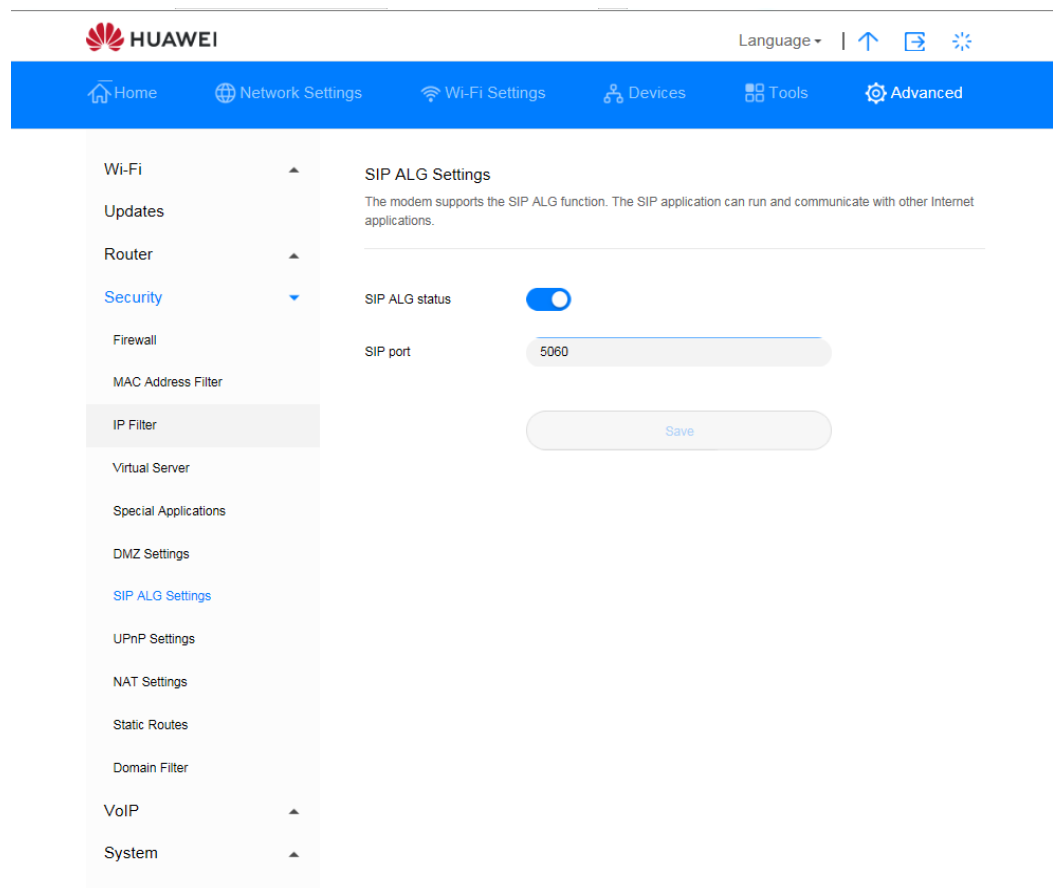 HUAWEI
Language
Home
Network Settings
Wi-Fi Settings
Devices
Tools
Advanced
Wi-Fi
Updates
Router
Security
Firewall
MAC Address Filter
IP Filter
Virtual Server
Special Applications
DMZ Settings
SIP ALG Settings
UPnP Settings
NAT Settings
Static Routes
Domain Filter
VoIP
System
SIP ALG Settings
The modem supports the SIP ALG function. The SIP application can run and communicate with other Internet
applications.
SIP ALG status
SIP port
5060
Save